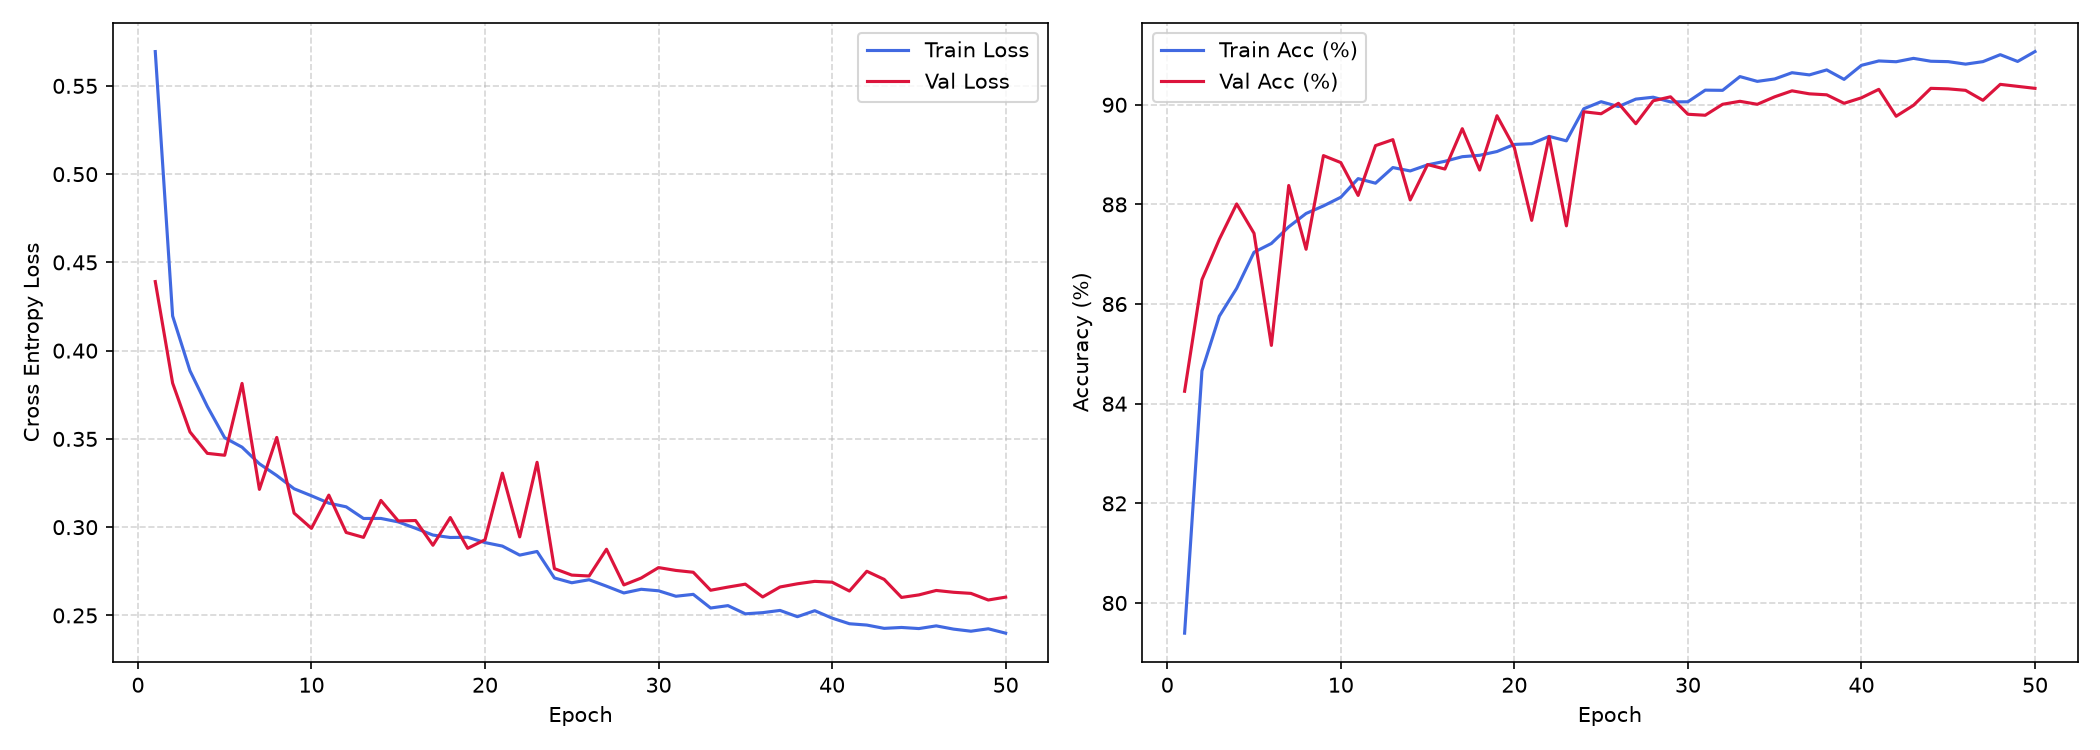 Train Loss
Val Loss
Cross Entropy Loss
0.55
0.50
0.45
0.40
0.35
0.30
0.25
0 10 20 30 40 50
Epoch
Train Acc (%)
Val Acc (%)
Accuracy (%)
90
88
86
84
82
80
0 10 20 30 40 50
Epoch